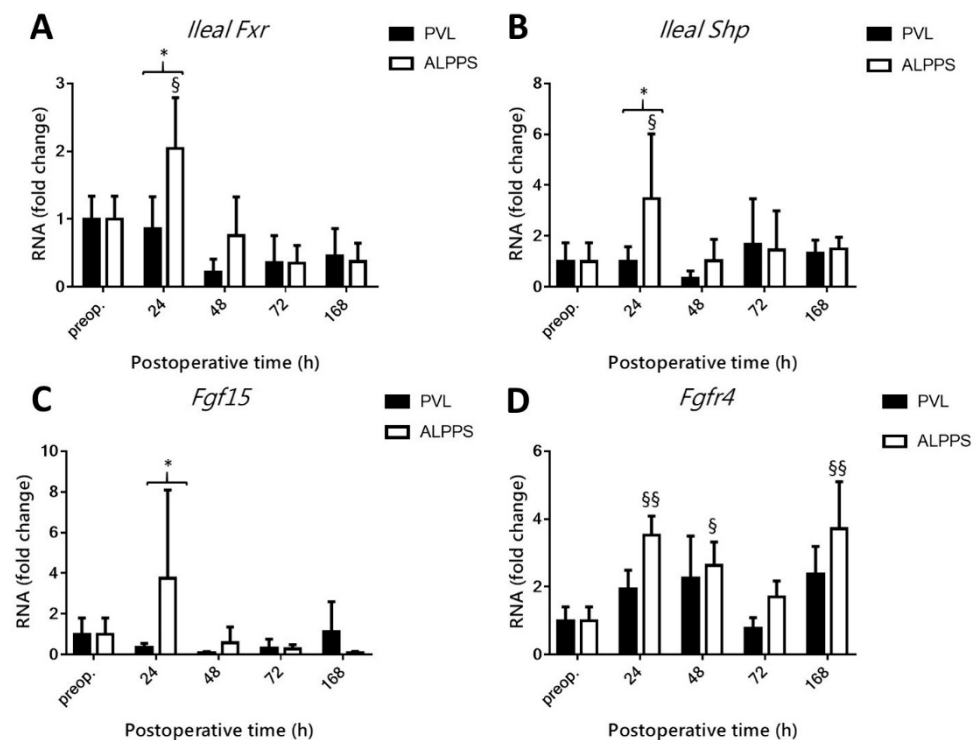 A
Ileal Fxr
PVL
ALPPS
*
§
3
2
1
0
RNA (fold change)
preop.
24
48
72
168
Postoperative time (h)
B
Ileal Shp
PVL
ALPPS
*
§
8
6
4
2
0
RNA (fold change)
preop.
24
48
72
168
Postoperative time (h)
C
Fgf15
PVL
ALPPS
*
10
8
6
4
2
0
RNA (fold change)
preop.
24
48
72
168
Postoperative time (h)
D
Fgfr4
PVL
ALPPS
§§
§
§§
6
4
2
0
RNA (fold change)
preop.
24
48
72
168
Postoperative time (h)